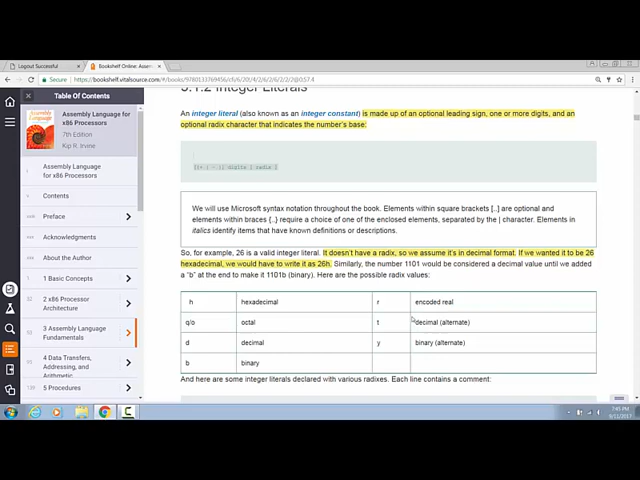 Logout Successful
Bookshelf Online: Assem
Secure
https://bookshelf.vitalsource.com/#/books/9780133769456/cfi/6/20!/4/2/6/2/2/6/2/2/2@0:57.4
Table Of Contents
Assembly Language for x86 Processors
7th Edition
Kip R. Irvine
Assembly Language
for x86 Processors
Contents
Preface
Acknowledgments
About the Author
1 Basic Concepts
2 x86 Processor
Architecture
3 Assembly Language
Fundamentals
4 Data Transfers,
Addressing, and
Arithmetic
5 Procedures
3.1.2 Integer Literals
An integer literal (also known as an integer constant) is made up of an optional leading sign, one or more digits, and an
optional radix character that indicates the number's base:
[{+ | - }] digits [ radix ]
We will use Microsoft syntax notation throughout the book. Elements within square brackets [..] are optional and
elements within braces {..} require a choice of one of the enclosed elements, separated by the | character. Elements in
italics identify items that have known definitions or descriptions.
So, for example, 26 is a valid integer literal. It doesn't have a radix, so we assume it's in decimal format. If we wanted it to be 26
hexadecimal, we would have to write it as 26h. Similarly, the number 1101 would be considered a decimal value until we added
a "b" at the end to make it 1101b (binary). Here are the possible radix values:
h hexadecimal r encoded real
q/o octal t decimal (alternate)
d decimal y binary (alternate)
b binary
And here are some integer literals declared with various radixes. Each line contains a comment:
7:45 PM
9/11/2017